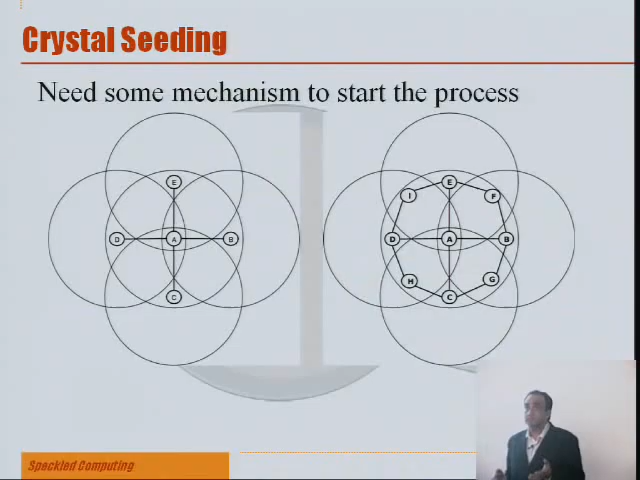 Crystal Seeding
Need some mechanism to start the process
E
D A B
C
E
I F
D A B
H G
C
Speckled Computing